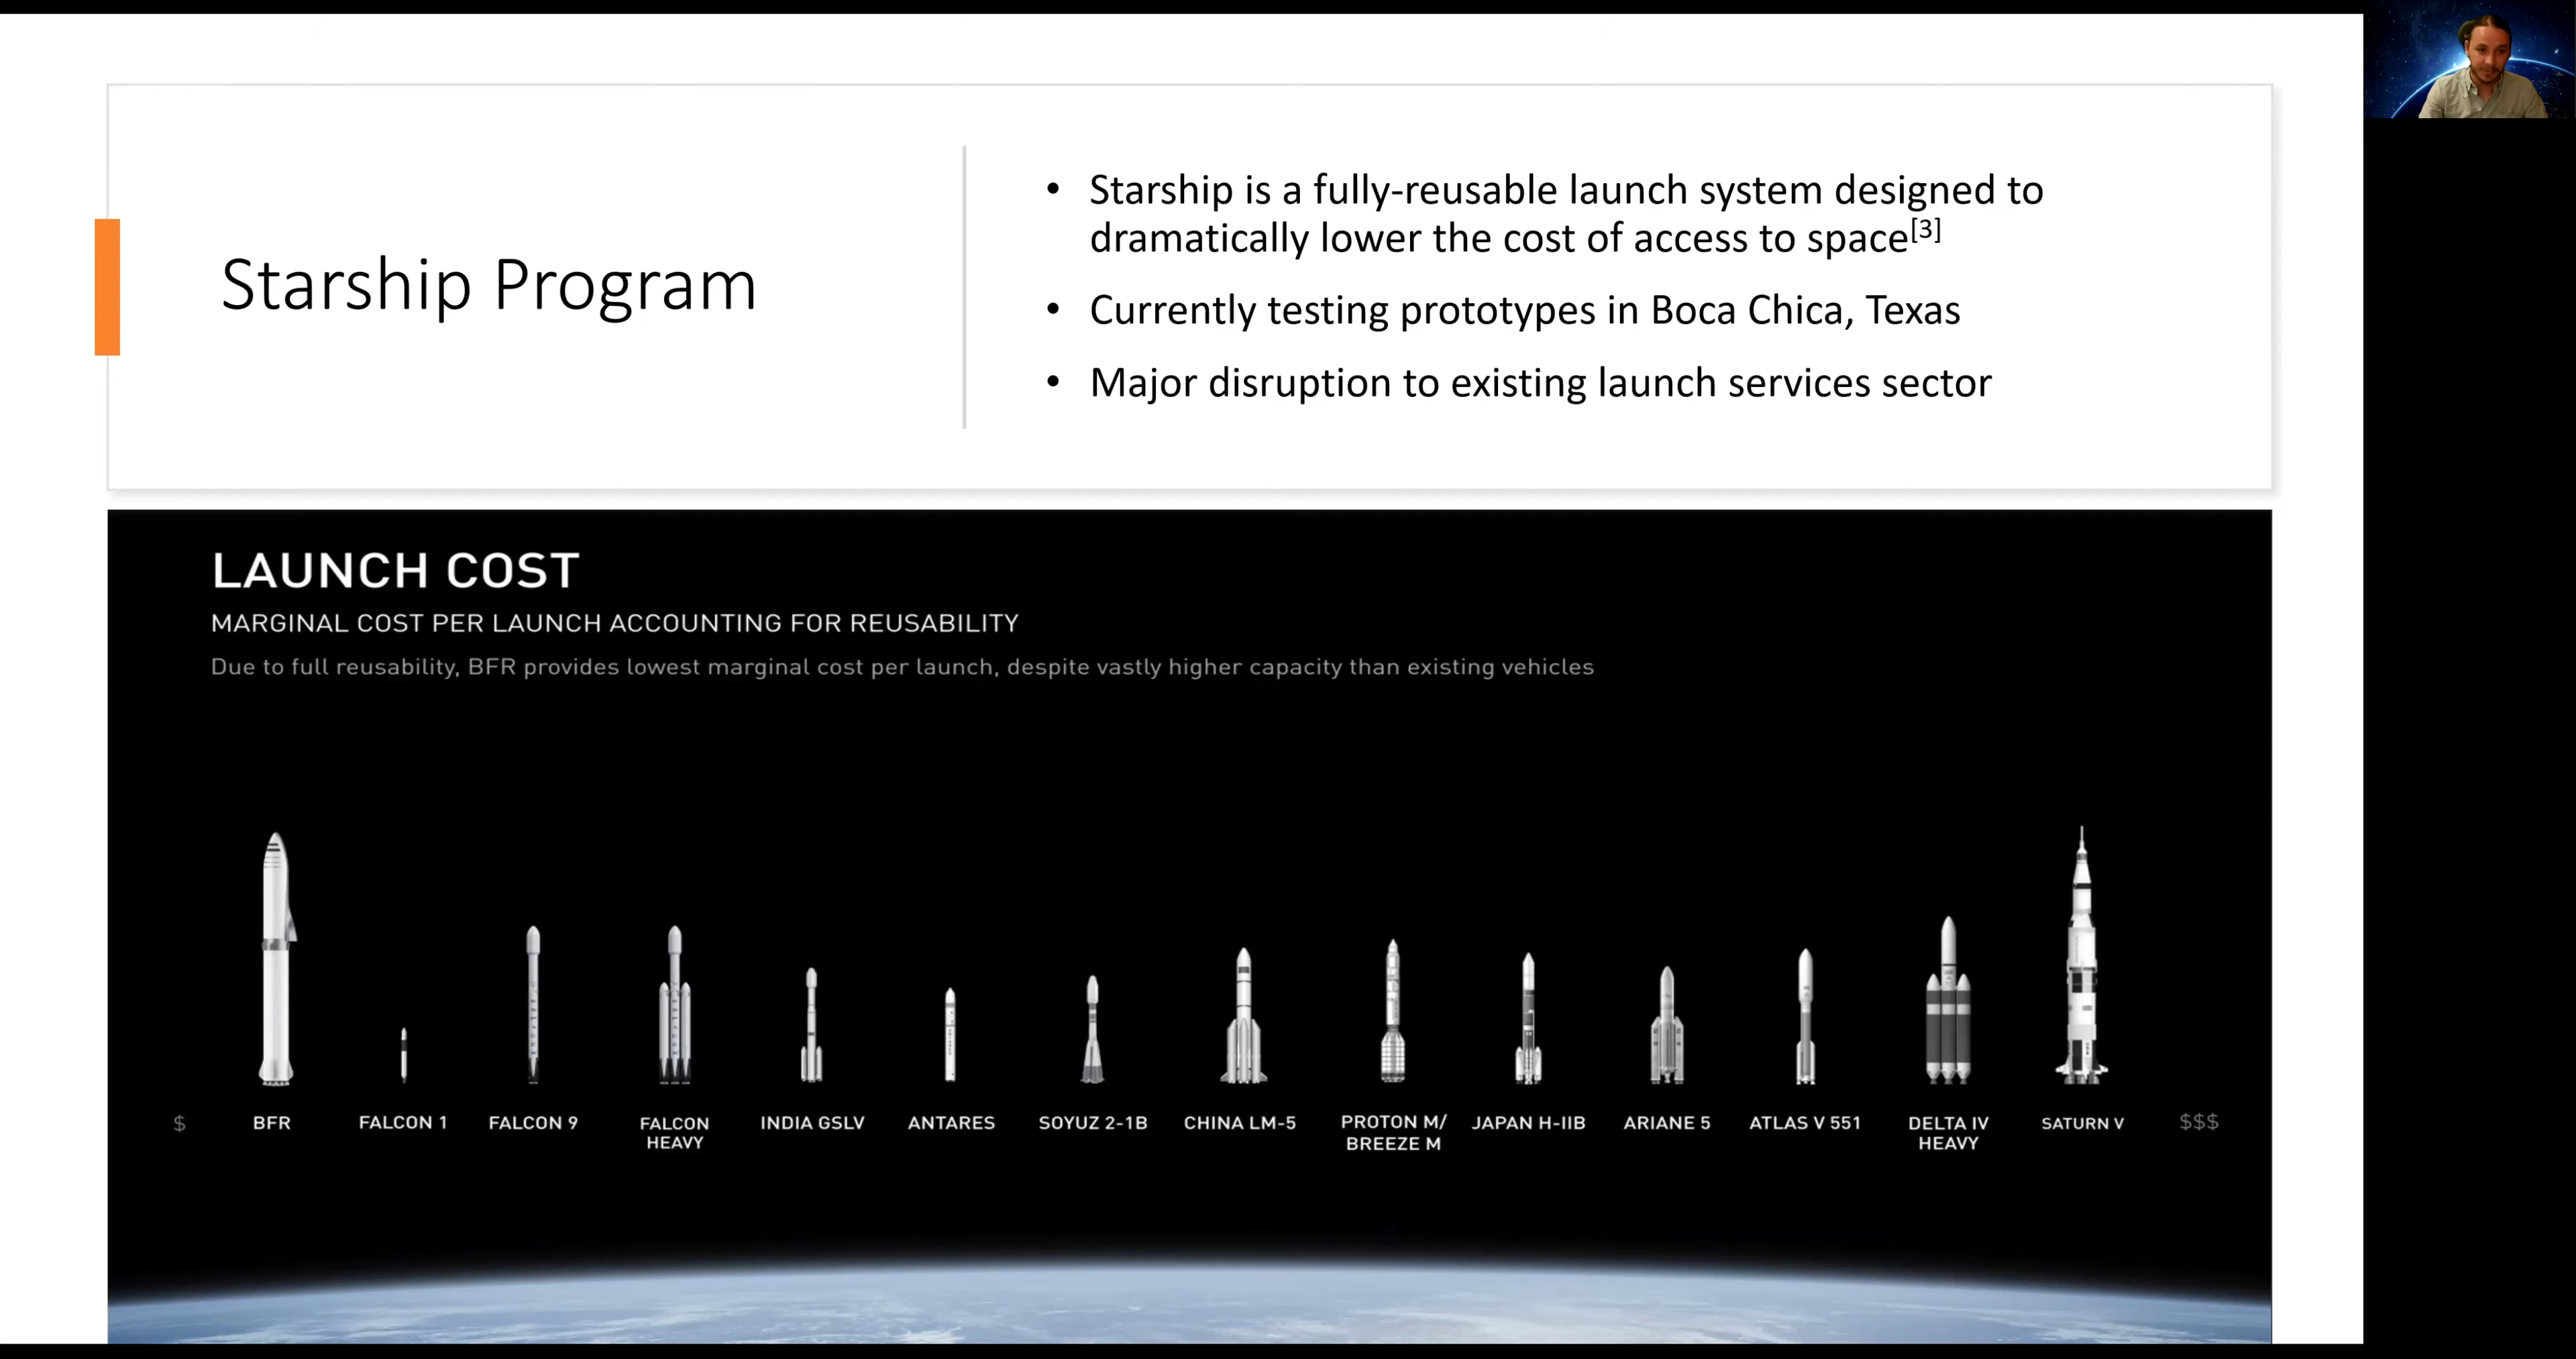 Starship Program
• Starship is a fully-reusable launch system designed to
dramatically lower the cost of access to space[3]
• Currently testing prototypes in Boca Chica, Texas
• Major disruption to existing launch services sector
LAUNCH COST
MARGINAL COST PER LAUNCH ACCOUNTING FOR REUSABILITY
Due to full reusability, BFR provides lowest marginal cost per launch, despite vastly higher capacity than existing vehicles
$
BFR
FALCON 1
FALCON 9
FALCON
HEAVY
INDIA GSLV
ANTARES
SOYUZ 2-1B
CHINA LM-5
PROTON M/
BREEZE M
JAPAN H-IIB
ARIANE 5
ATLAS V 551
DELTA IV
HEAVY
SATURN V
$$$